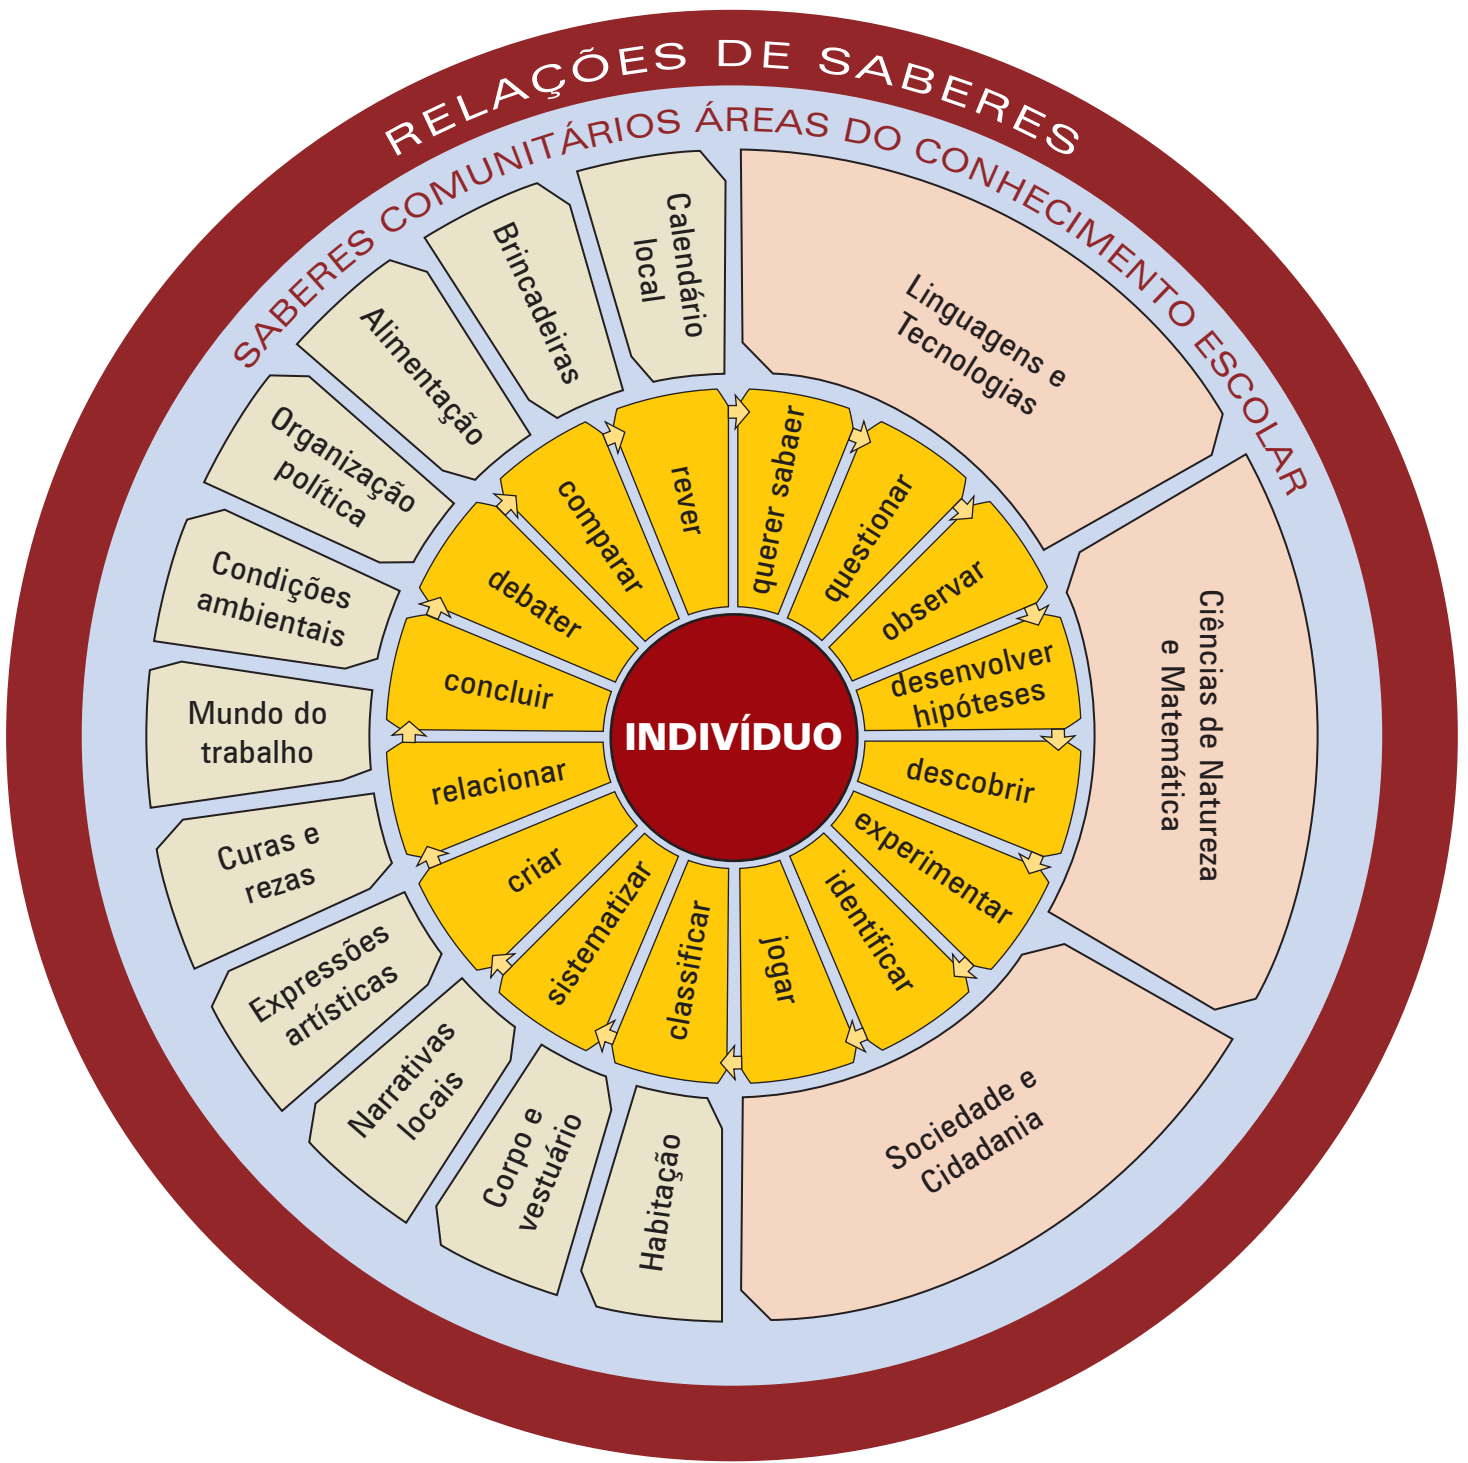 RELAÇÕES DE SABERES
SABERES COMUNITÁRIOS
ÁREAS DO CONHECIMENTO ESCOLAR
Calendário
local
Brincadeiras
Alimentação
Organização
política
Condições
ambientais
Mundo do
trabalho
Curas e
rezas
Expressões
artísticas
Narrativas
locais
Corpo e
vestuário
Habitação
Linguagens e
Tecnologias
Ciências de Natureza
e Matemática
Sociedade e
Cidadania
querer sabaer
questionar
observar
desenvolver
hipóteses
descobrir
experimentar
identificar
jogar
classificar
sistematizar
criar
relacionar
concluir
debater
comparar
rever
INDIVÍDUO